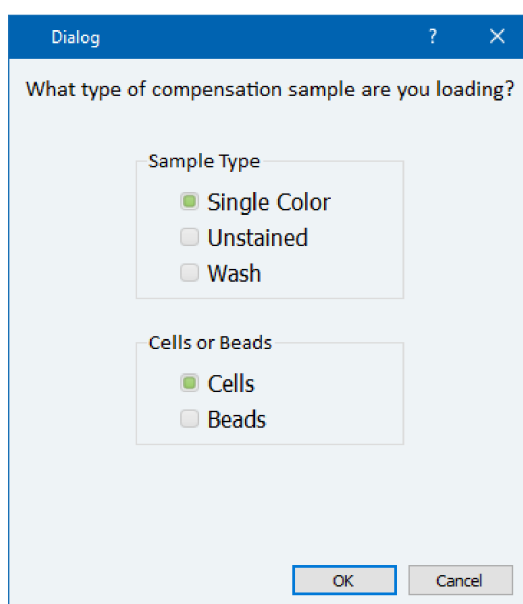 Dialog ?
What type of compensation sample are you loading?
Sample Type
Single Color
Unstained
Wash
Cells or Beads
Cells
Beads
OK Cancel